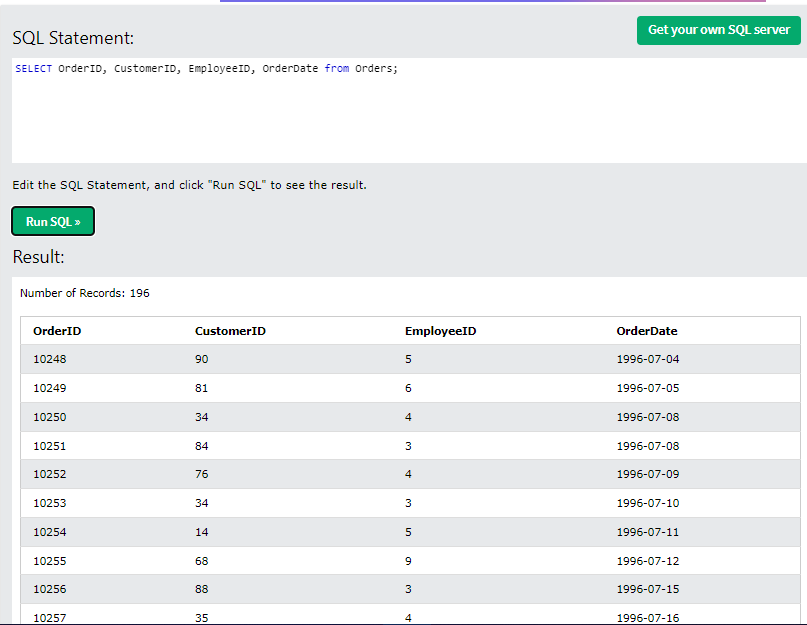 Get your own SQL server
SQL Statement:
SELECT OrderID, CustomerID, EmployeeID, OrderDate from Orders;
Edit the SQL Statement, and click "Run SQL" to see the result.
Run SQL »
Result:
Number of Records: 196
OrderID CustomerID EmployeeID OrderDate
10248 90 5 1996-07-04
10249 81 6 1996-07-05
10250 34 4 1996-07-08
10251 84 3 1996-07-08
10252 76 4 1996-07-09
10253 34 3 1996-07-10
10254 14 5 1996-07-11
10255 68 9 1996-07-12
10256 88 3 1996-07-15
10257 35 4 1996-07-16